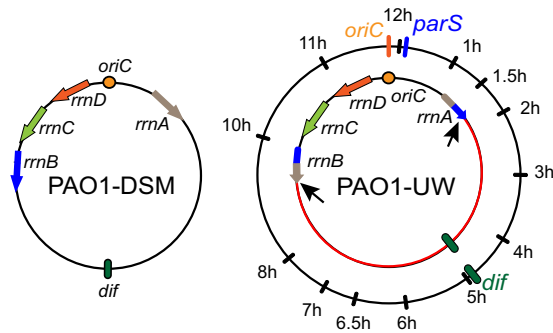 oriC
rrnD
rrnC
rrnA
rrnB
PAO1-DSM
dif
oriC
12h
parS
11h
1h
1.5h
2h
10h
3h
4h
8h
5h
7h
6.5h
6h
oriC
rrnD
rrnA
rrnC
rrnB
PAO1-UW
dif